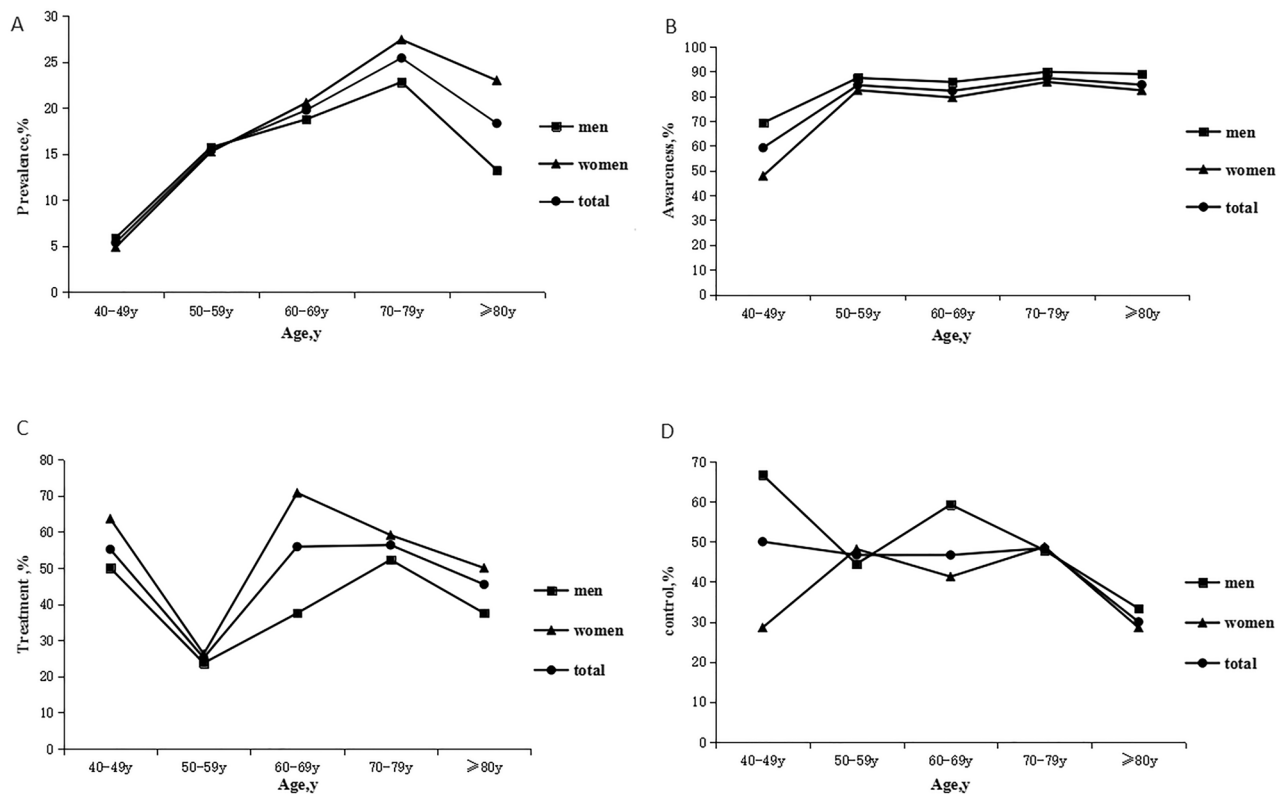 A
30
25
20
15
10
5
0
Prevalence,%
40-49y 50-59y 60-69y 70-79y ≥80y
Age,y
men
women
total
B
100
90
80
70
60
50
40
30
20
10
0
Awareness,%
40-49y 50-59y 60-69y 70-79y ≥80y
Age,y
men
women
total
C
80
70
60
50
40
30
20
10
0
Treatment ,%
40-49y 50-59y 60-69y 70-79y ≥80y
Age,y
men
women
total
D
70
60
50
40
30
20
10
0
control,%
40-49y 50-59y 60-69y 70-79y ≥80y
Age,y
men
women
total